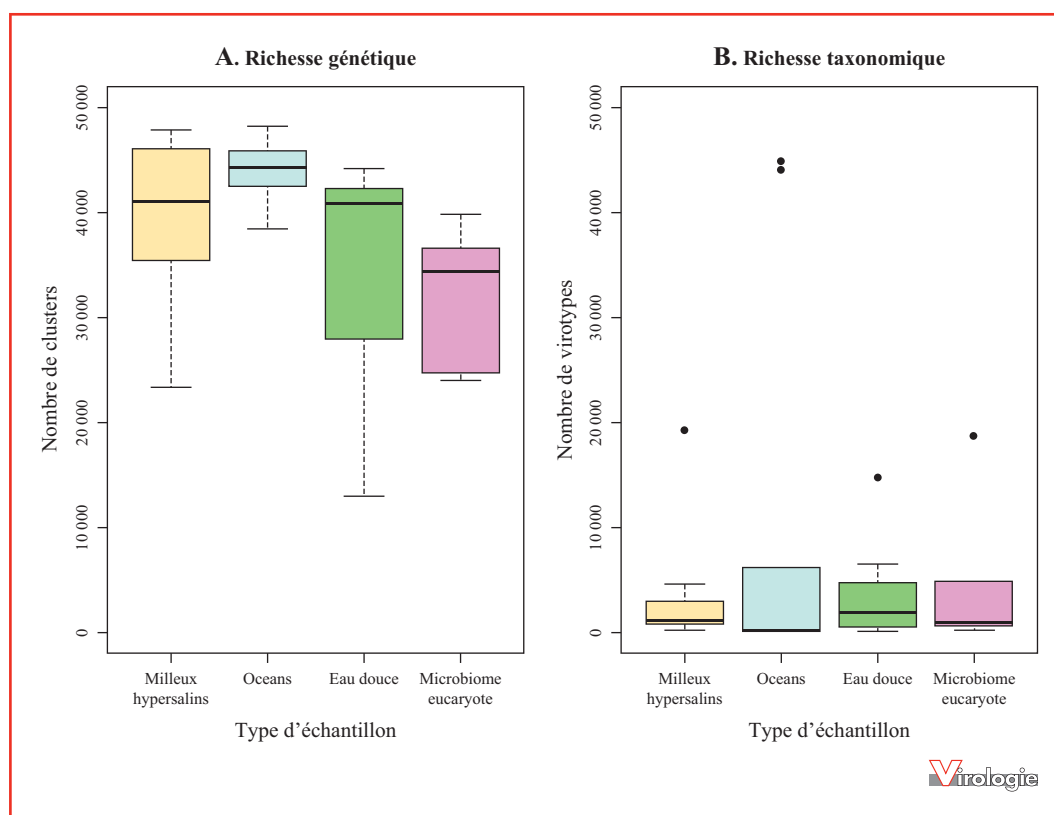 A. Richesse génétique
Nombre de clusters
50 000
40 000
30 000
20 000
10 000
0
Milleux
hypersalins
Oceans
Eau douce
Microbiome
eucaryote
Type d'échantillon
B. Richesse taxonomique
Nombre de virotypes
50 000
40 000
30 000
20 000
10 000
0
Milleux
hypersalins
Oceans
Eau douce
Microbiome
eucaryote
Type d'échantillon
Virologie